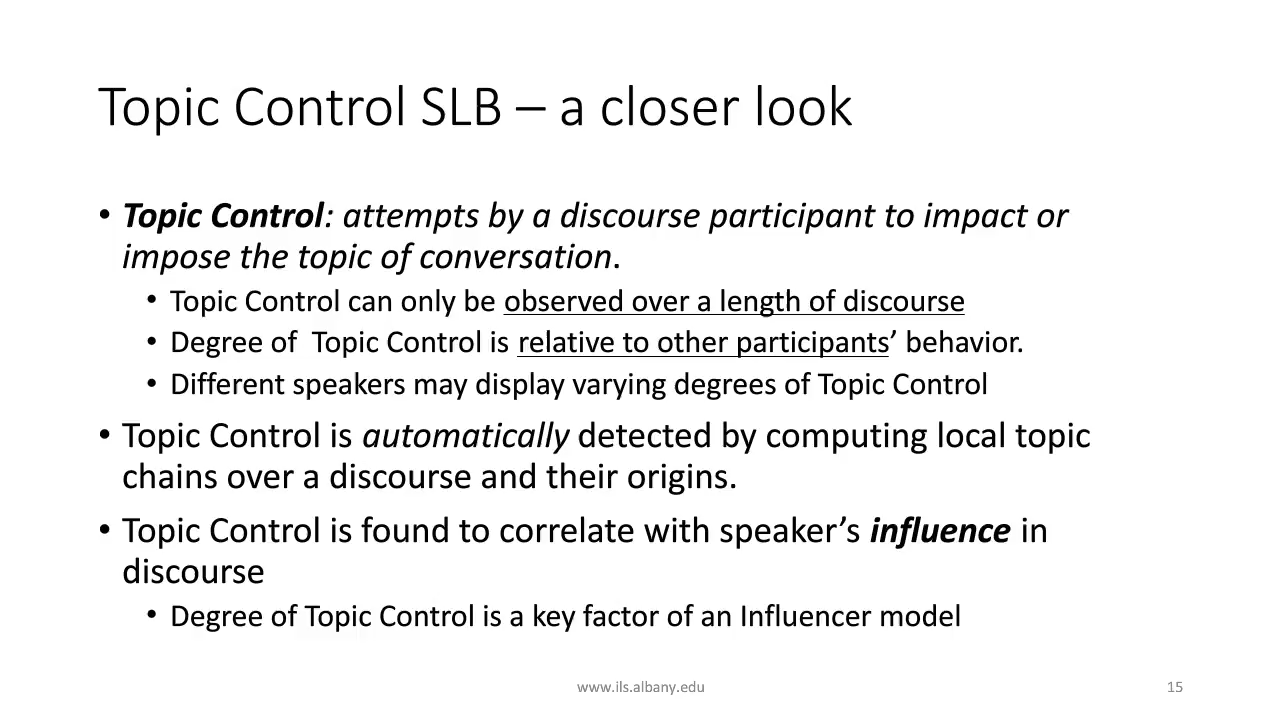 Topic Control SLB – a closer look
• Topic Control: attempts by a discourse participant to impact or
impose the topic of conversation.
• Topic Control can only be observed over a length of discourse
• Degree of  Topic Control is relative to other participants’ behavior.
• Different speakers may display varying degrees of Topic Control
• Topic Control is automatically detected by computing local topic
chains over a discourse and their origins.
• Topic Control is found to correlate with speaker’s influence in
discourse
• Degree of Topic Control is a key factor of an Influencer model
www.ils.albany.edu
15